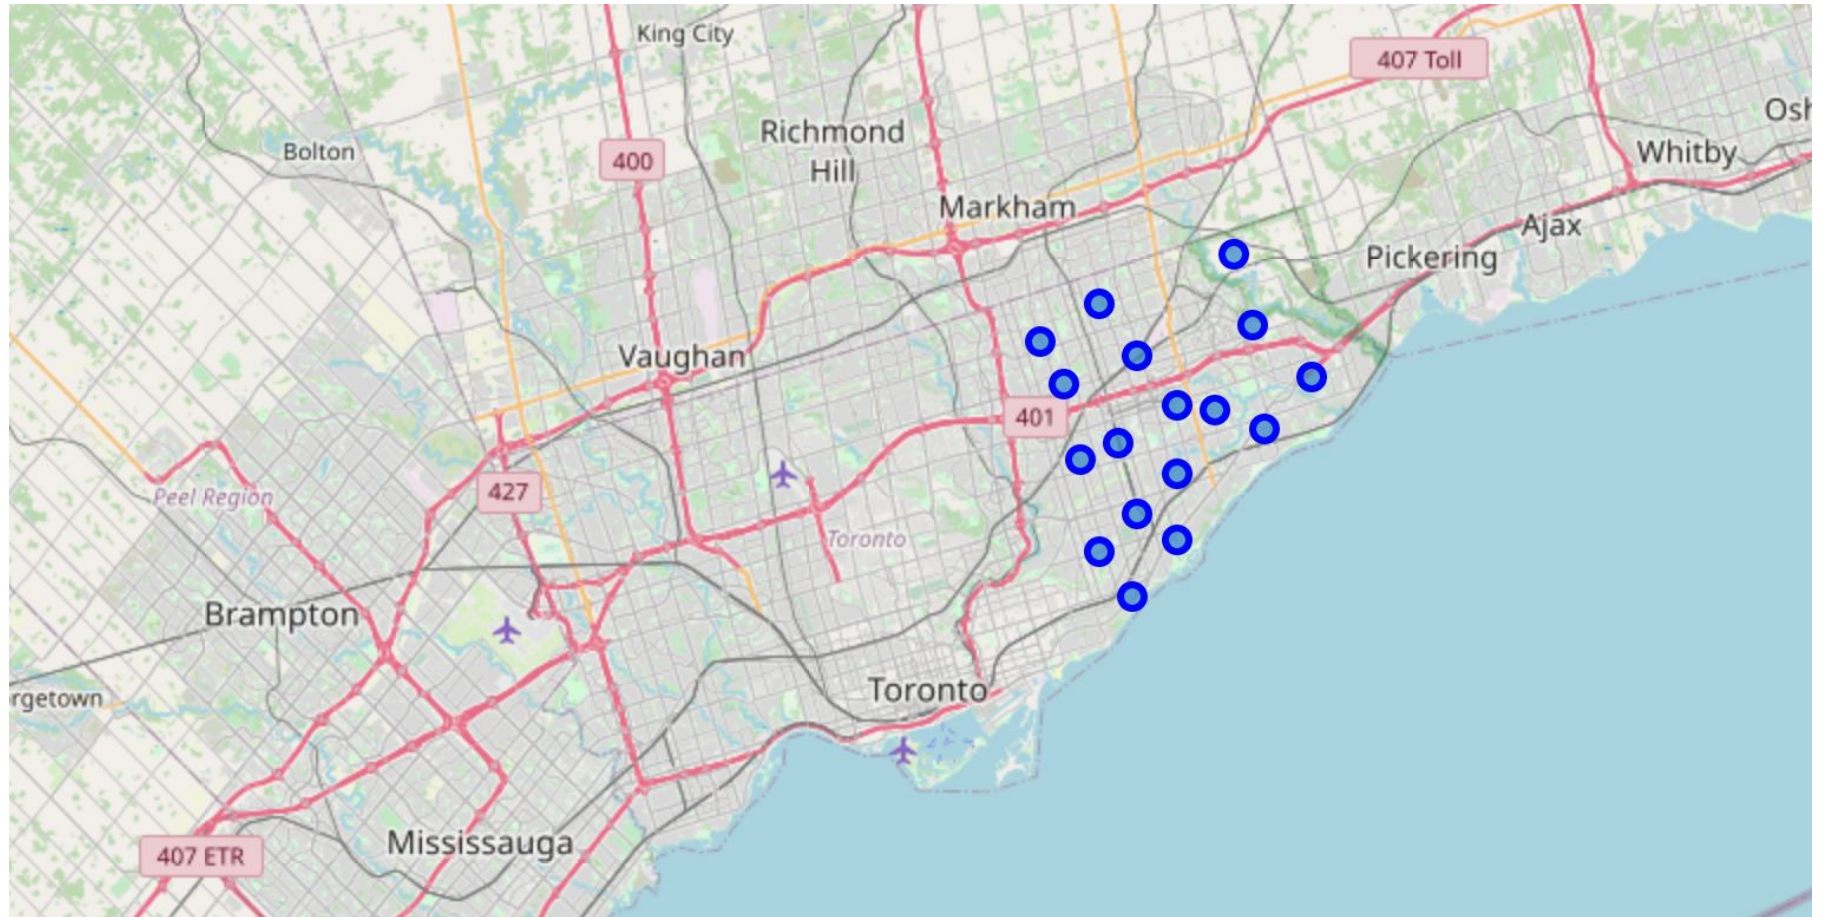 King City
407 Toll
Osh
Richmond
Hill
Bolton
400
Whitby
Markham
Ajax
Pickering
Vaughan
401
Peel Region
427
Toronto
Brampton
rgetown
Toronto
Mississauga
407 ETR